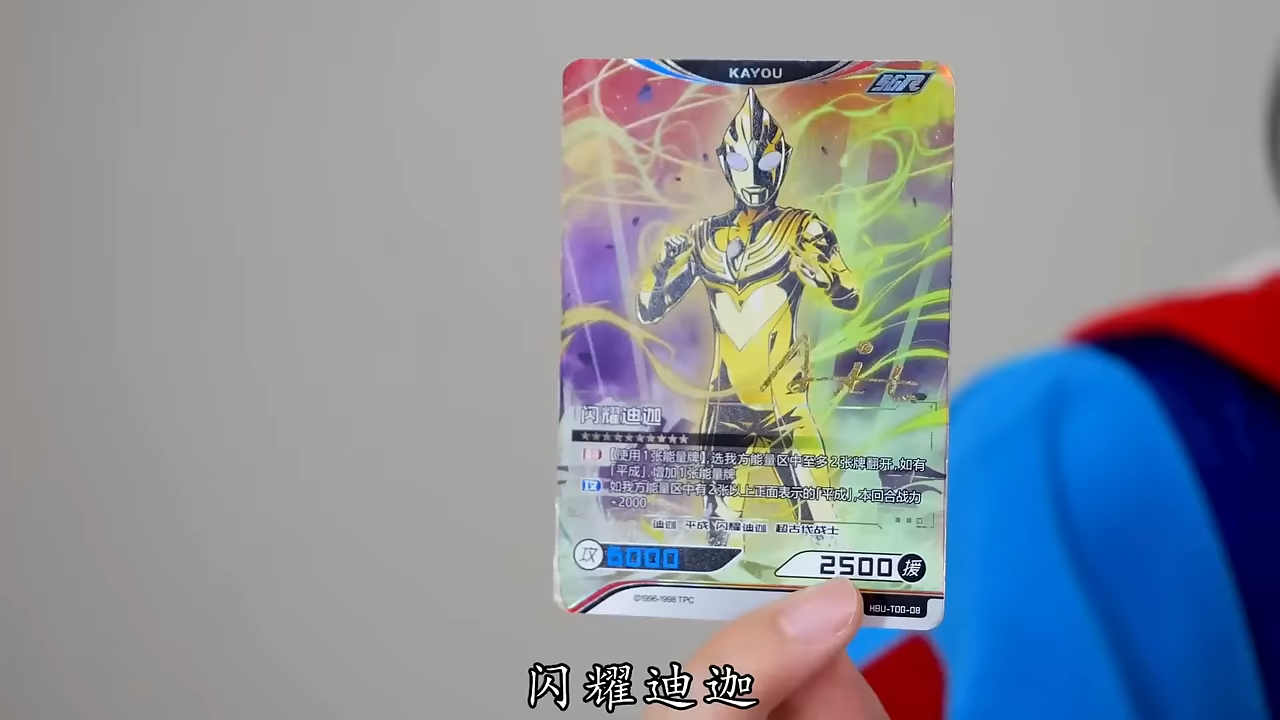 KAYOU
SGR
闪耀迪迦
【使用1张能量牌】,选我方能量区中至多2张牌翻开,如有
「平成」,增加1张能量牌
攻 如我方能量区中有2张以上正面表示的「平成」,本回合战力
+2000
迪迦 平成 闪耀迪迦 超古代战士
攻 6000
2500 援
©1996-1998 TPC
HBU-T00-08
闪耀迪迦